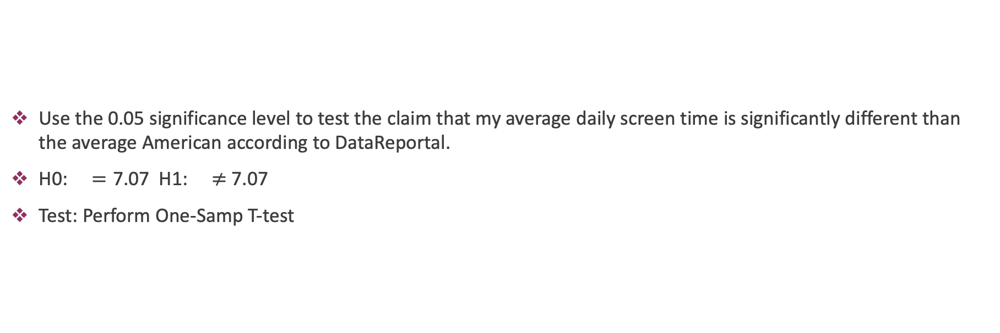 ❖ Use the 0.05 significance level to test the claim that my average daily screen time is significantly different than
the average American according to DataReportal.
❖ H0: = 7.07 H1: ≠ 7.07
❖ Test: Perform One-Samp T-test